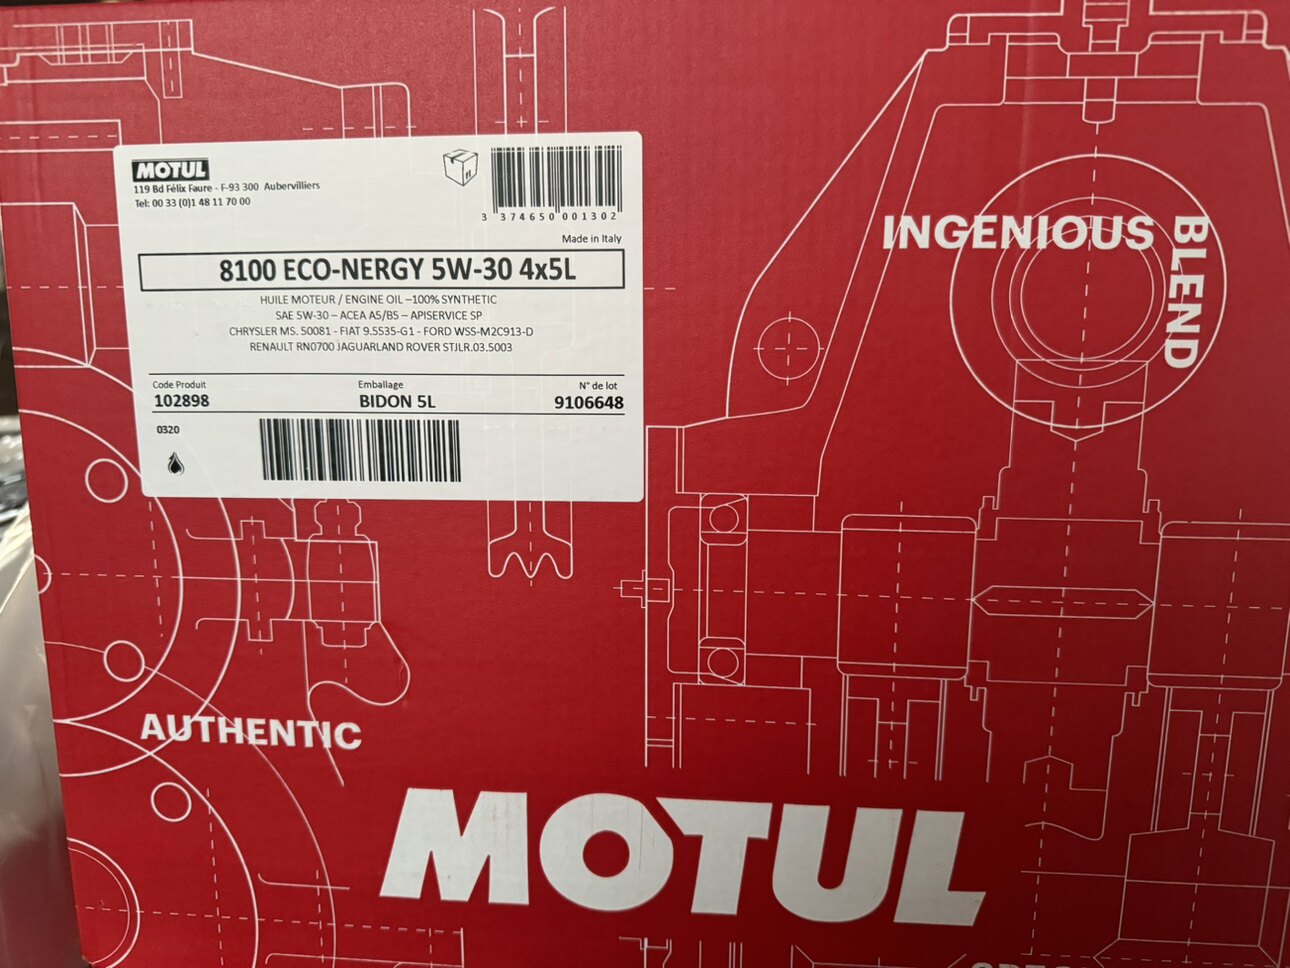 MOTUL
119 Bd Félix Faure - F-93 300 Aubervilliers
Tel: 00 33 (0)1 48 11 70 00
3 374650 001302
Made in Italy
8100 ECO-NERGY 5W-30 4x5L
HUILE MOTEUR / ENGINE OIL –100% SYNTHETIC
SAE 5W-30 – ACEA A5/B5 – APISERVICE SP
CHRYSLER MS. 50081 - FIAT 9.5535-G1 - FORD WSS-M2C913-D
RENAULT RN0700 JAGUARLAND ROVER STJLR.03.5003
Code Produit Emballage N° de lot
102898 BIDON 5L 9106648
0320
INGENIOUS
BLEND
AUTHENTIC
MOTUL